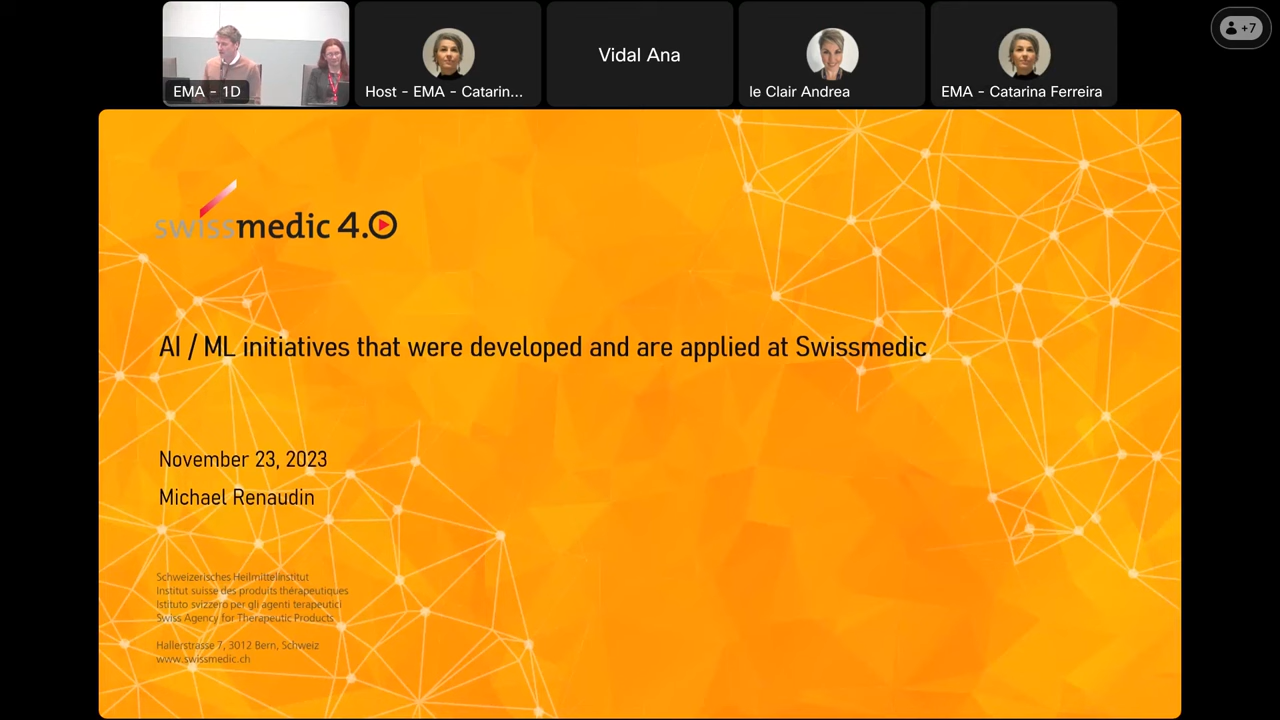 EMA - 1D
Host - EMA - Catarin...
Vidal Ana
le Clair Andrea
EMA - Catarina Ferreira
+7
swissmedic 4.0
AI / ML initiatives that were developed and are applied at Swissmedic
November 23, 2023
Michael Renaudin
Schweizerisches Heilmittelinstitut
Institut suisse des produits thérapeutiques
Istituto svizzero per gli agenti terapeutici
Swiss Agency for Therapeutic Products
Hallerstrasse 7, 3012 Bern, Schweiz
www.swissmedic.ch